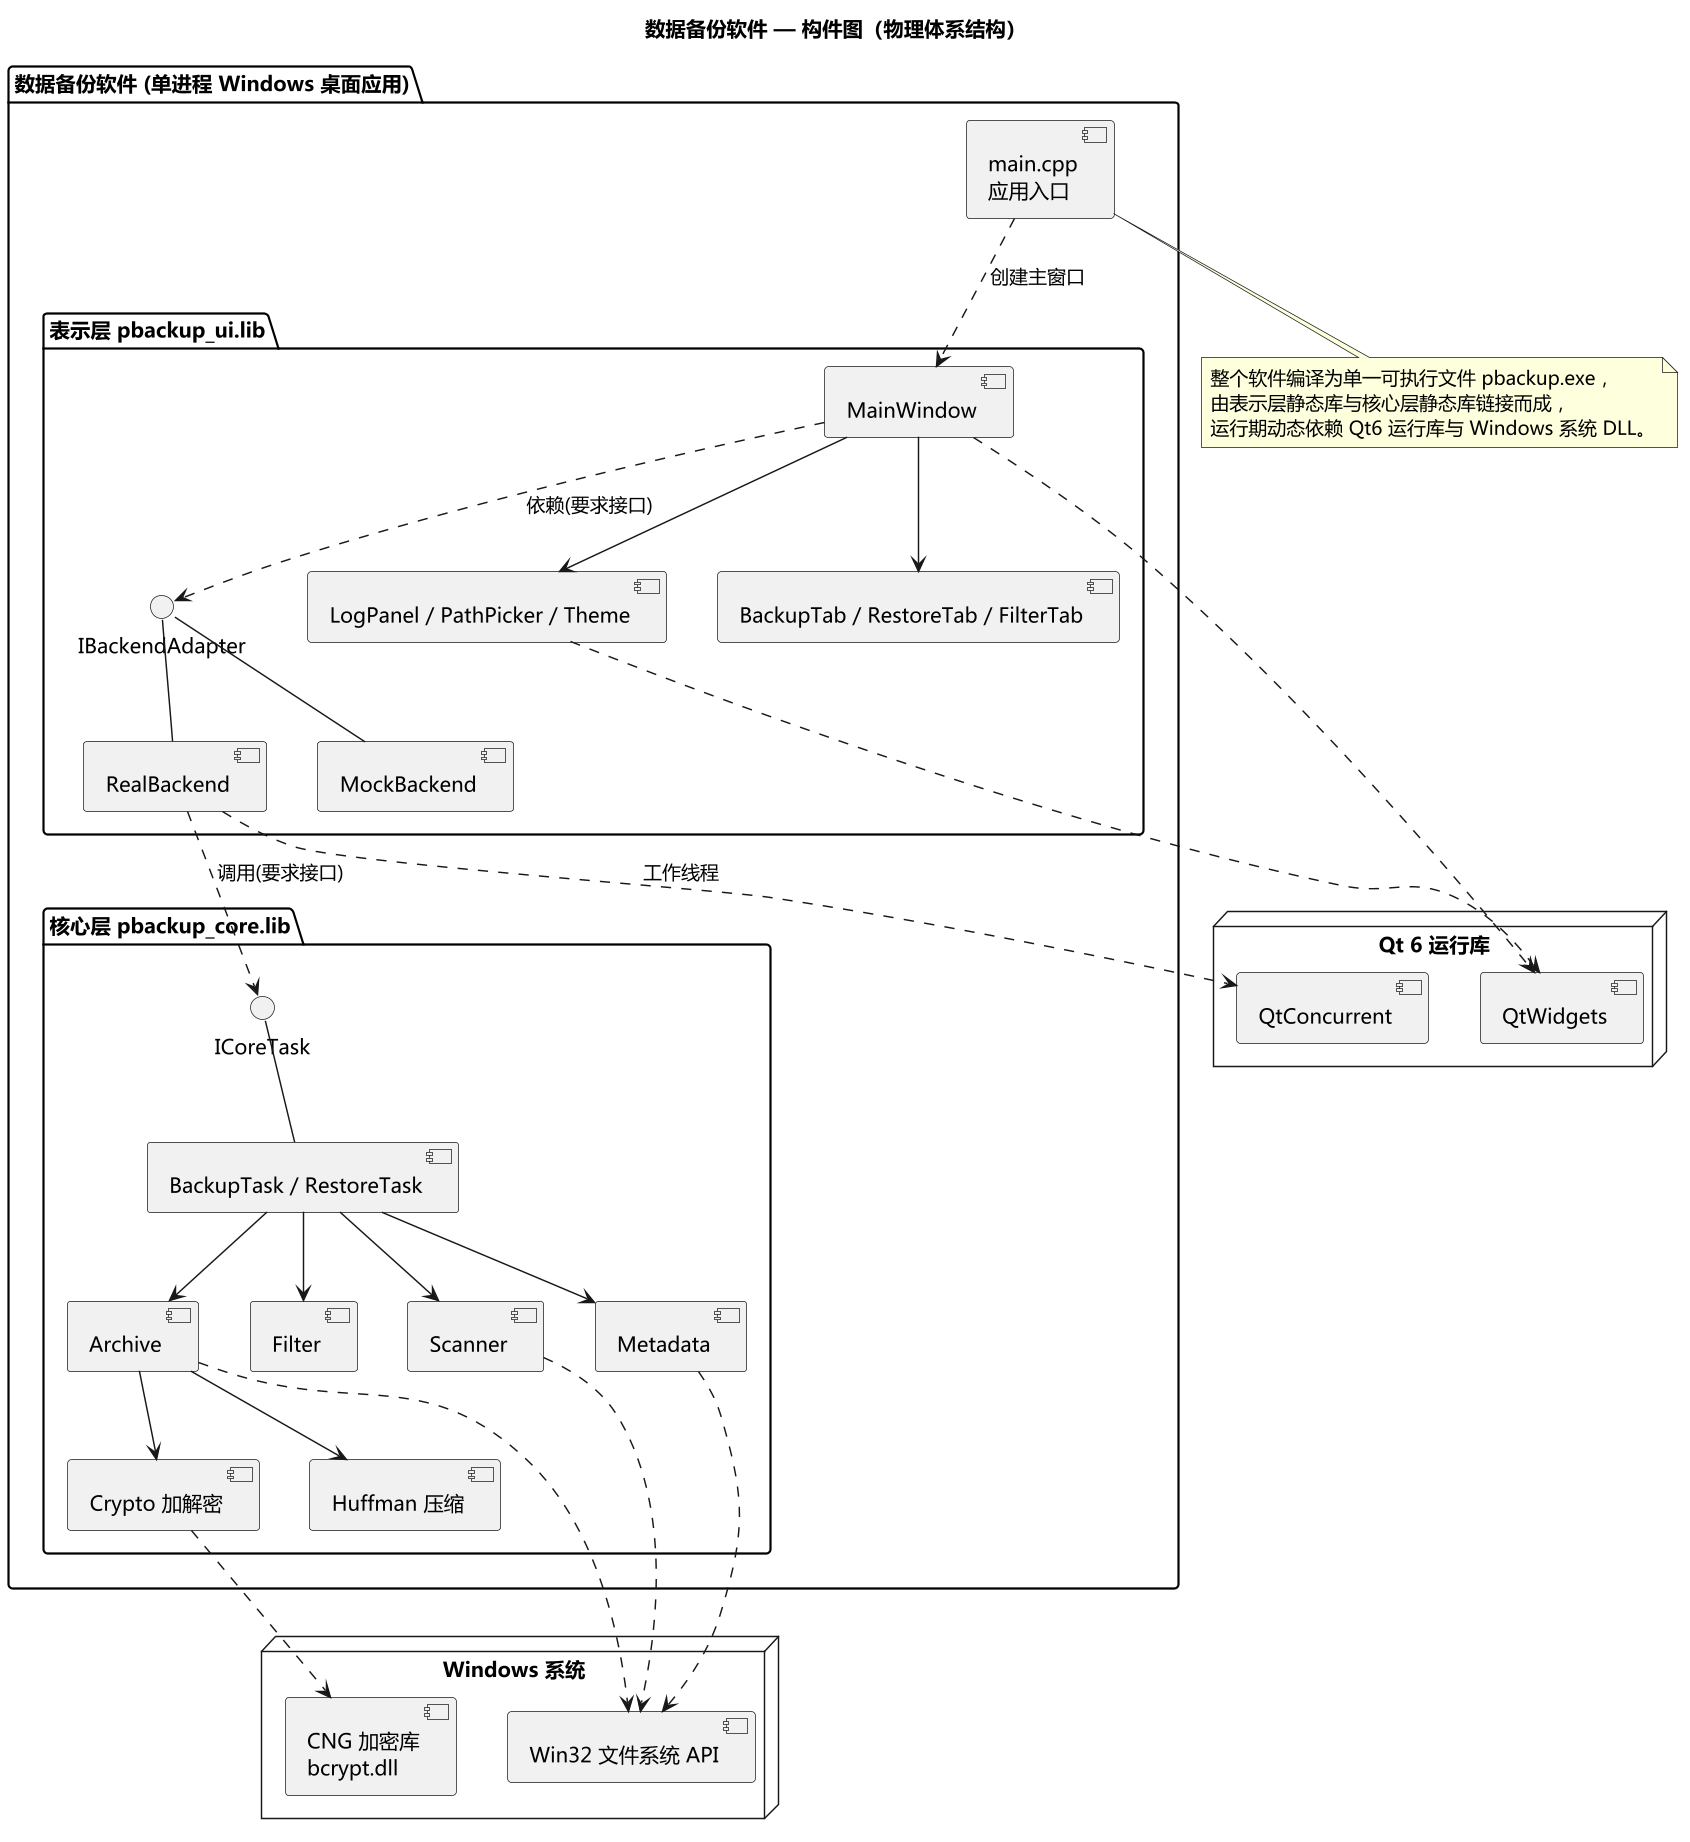 数据备份软件 — 构件图（物理体系结构）
数据备份软件 (单进程 Windows 桌面应用)
main.cpp
应用入口
创建主窗口
表示层 pbackup_ui.lib
整个软件编译为单一可执行文件 pbackup.exe，
由表示层静态库与核心层静态库链接而成，
运行期动态依赖 Qt6 运行库与 Windows 系统 DLL。
MainWindow
依赖(要求接口)
LogPanel / PathPicker / Theme
BackupTab / RestoreTab / FilterTab
IBackendAdapter
RealBackend
MockBackend
调用(要求接口)
工作线程
核心层 pbackup_core.lib
Qt 6 运行库
QtConcurrent
QtWidgets
ICoreTask
BackupTask / RestoreTask
Archive
Filter
Scanner
Metadata
Crypto 加解密
Huffman 压缩
Windows 系统
CNG 加密库
bcrypt.dll
Win32 文件系统 API